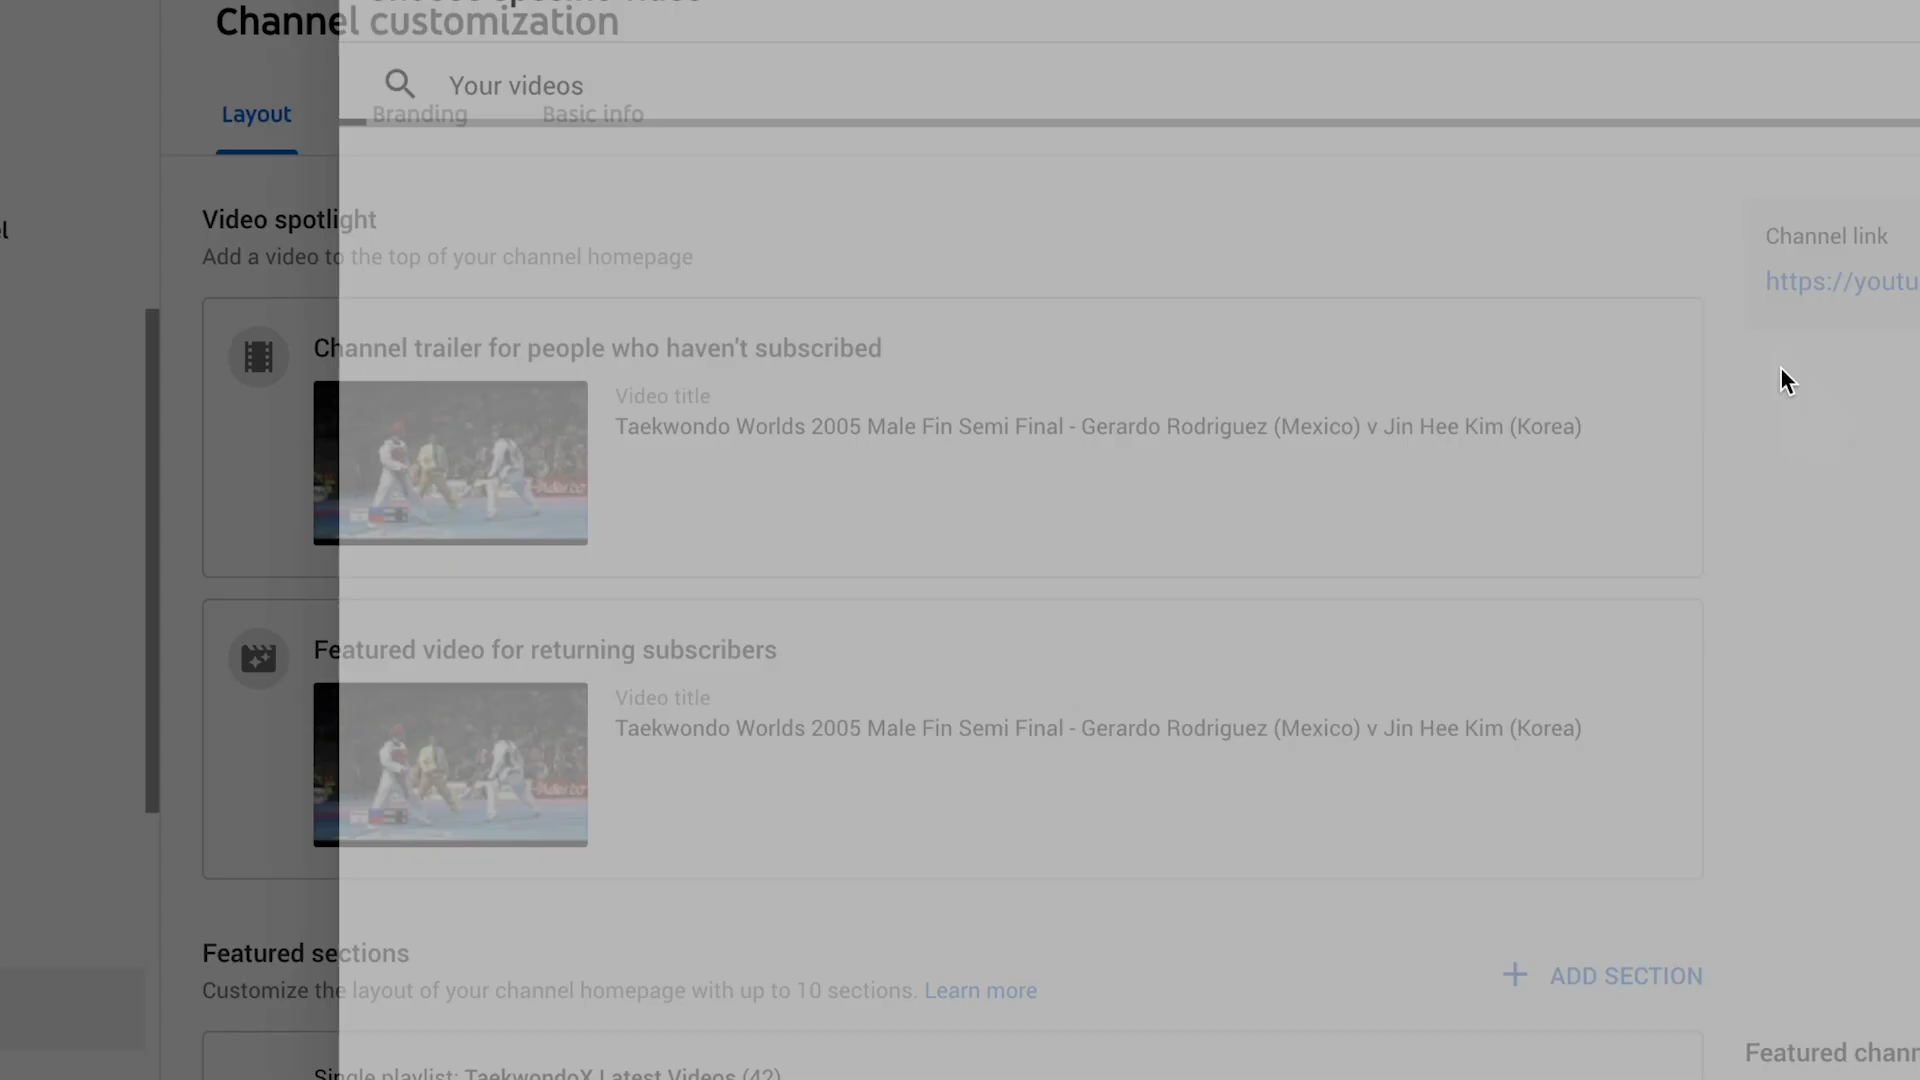 Channel customization
Your videos
Layout
Branding
Basic info
Video spotlight
Add a video to the top of your channel homepage
Channel link
https://youtu
Channel trailer for people who haven't subscribed
Video title
Taekwondo Worlds 2005 Male Fin Semi Final - Gerardo Rodriguez (Mexico) v Jin Hee Kim (Korea)
Featured video for returning subscribers
Video title
Taekwondo Worlds 2005 Male Fin Semi Final - Gerardo Rodriguez (Mexico) v Jin Hee Kim (Korea)
Featured sections
Customize the layout of your channel homepage with up to 10 sections. Learn more
ADD SECTION
Featured chann
Single playlist: TaekwondoX Latest Videos (42)